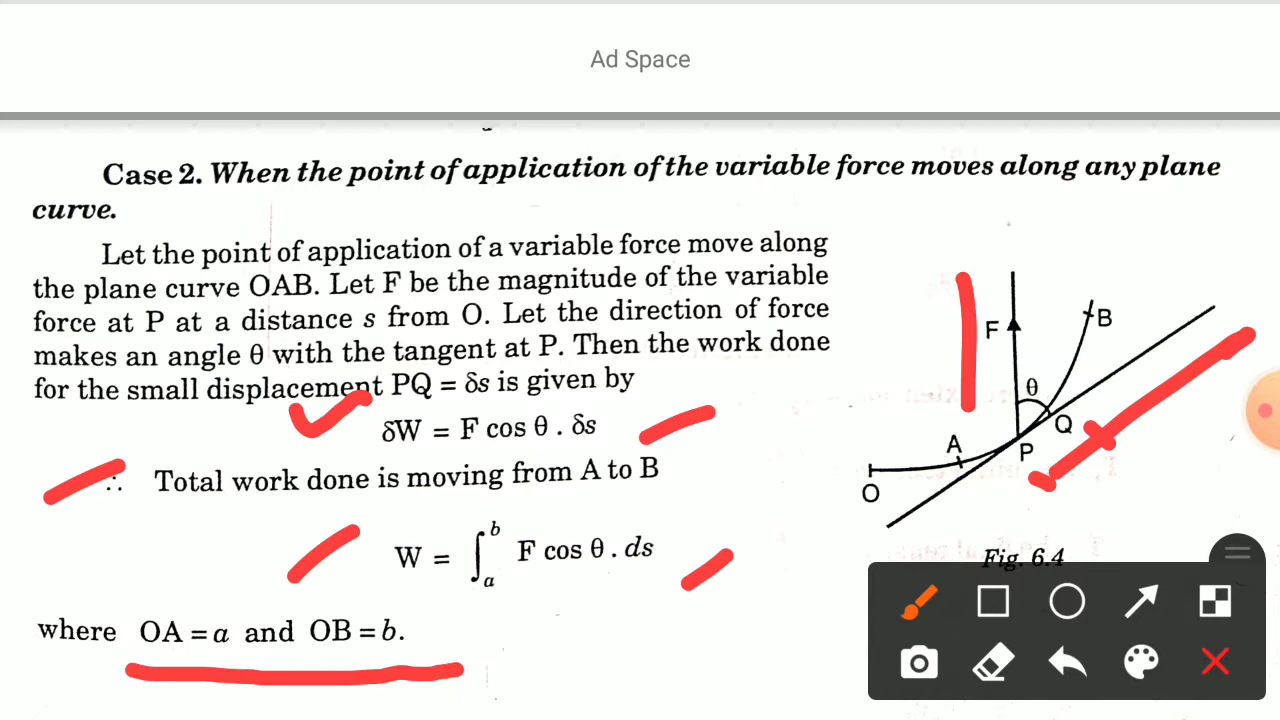 Ad Space
Case 2. When the point of application of the variable force moves along any plane
curve.
Let the point of application of a variable force move along
the plane curve OAB. Let F be the magnitude of the variable
force at P at a distance s from O. Let the direction of force
makes an angle θ with the tangent at P. Then the work done
for the small displacement PQ = δs is given by
δW = F cos θ . δs
∴ Total work done is moving from A to B
W = ∫ₐᵇ F cos θ . ds
where OA = a and OB = b.
F
B
θ
Q
A
P
O
Fig. 6.4